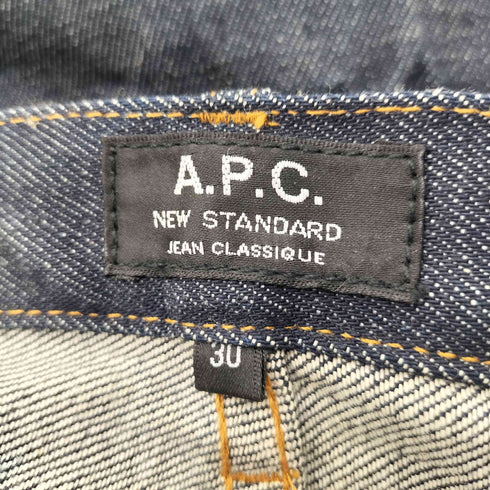 A.P.C.
NEW STANDARD
JEAN CLASSIQUE
30